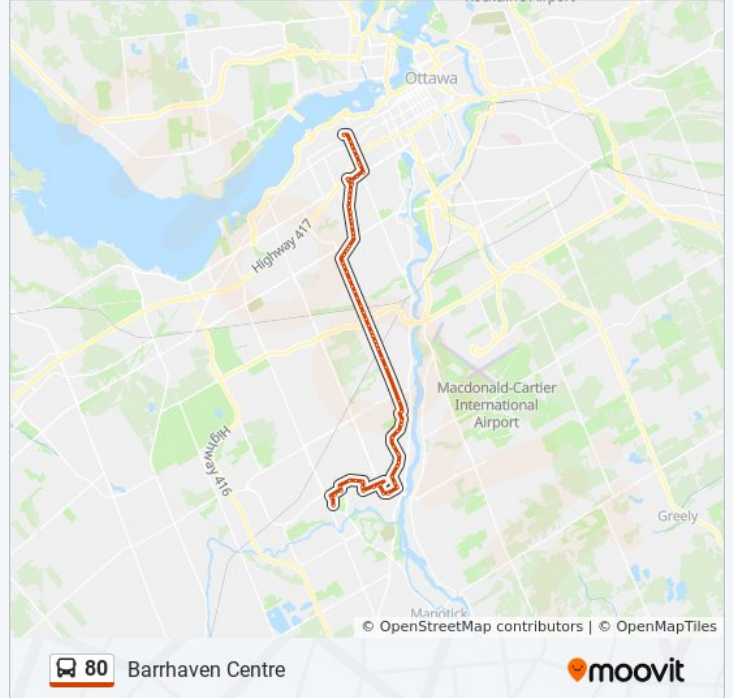 Ottawa
Highway 417
Macdonald-Cartier
International
Airport
Highway 416
Greely
Manotick
© OpenStreetMap contributors | © OpenMapTiles
80 Barrhaven Centre
moovit